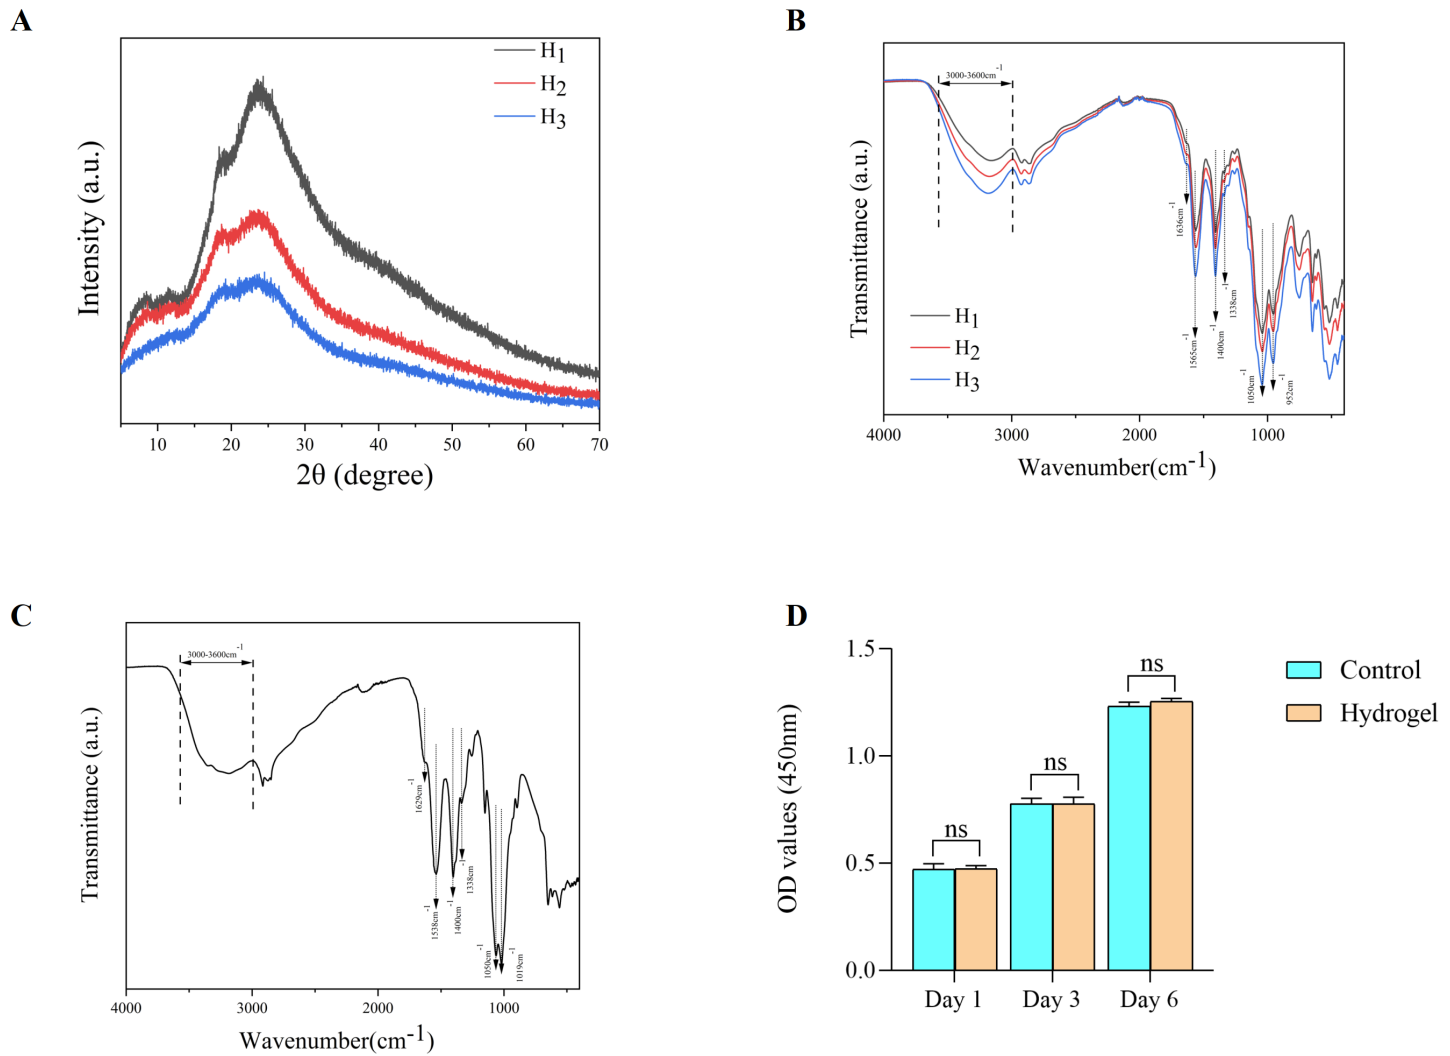 A
H1
H2
H3
Intensity (a.u.)
10 20 30 40 50 60 70
2θ (degree)
B
3000-3600cm-1
1636cm-1
1565cm-1
1400cm-1
1338cm-1
1050cm-1
952cm-1
H1
H2
H3
Transmittance (a.u.)
4000 3000 2000 1000
Wavenumber(cm-1)
C
3000-3600cm-1
1629cm-1
1538cm-1
1400cm-1
1338cm-1
1050cm-1
1019cm-1
Transmittance (a.u.)
4000 3000 2000 1000
Wavenumber(cm-1)
D
1.5
1.0
0.5
0.0
OD values (450nm)
ns
ns
ns
Day 1 Day 3 Day 6
Control
Hydrogel